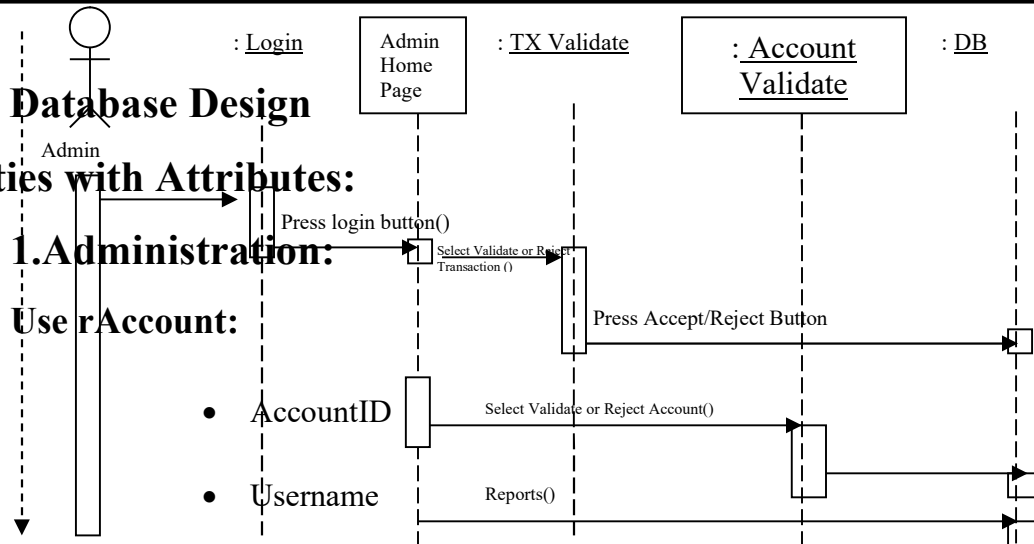 : Login
Admin
Home
Page
: TX Validate
: Account
Validate
: DB
Database Design
Admin
ties with Attributes:
Press login button()
1.Administration:
Select Validate or Reject
Transaction ()
Use rAccount:
Press Accept/Reject Button
• AccountID
Select Validate or Reject Account()
• Username
Reports()